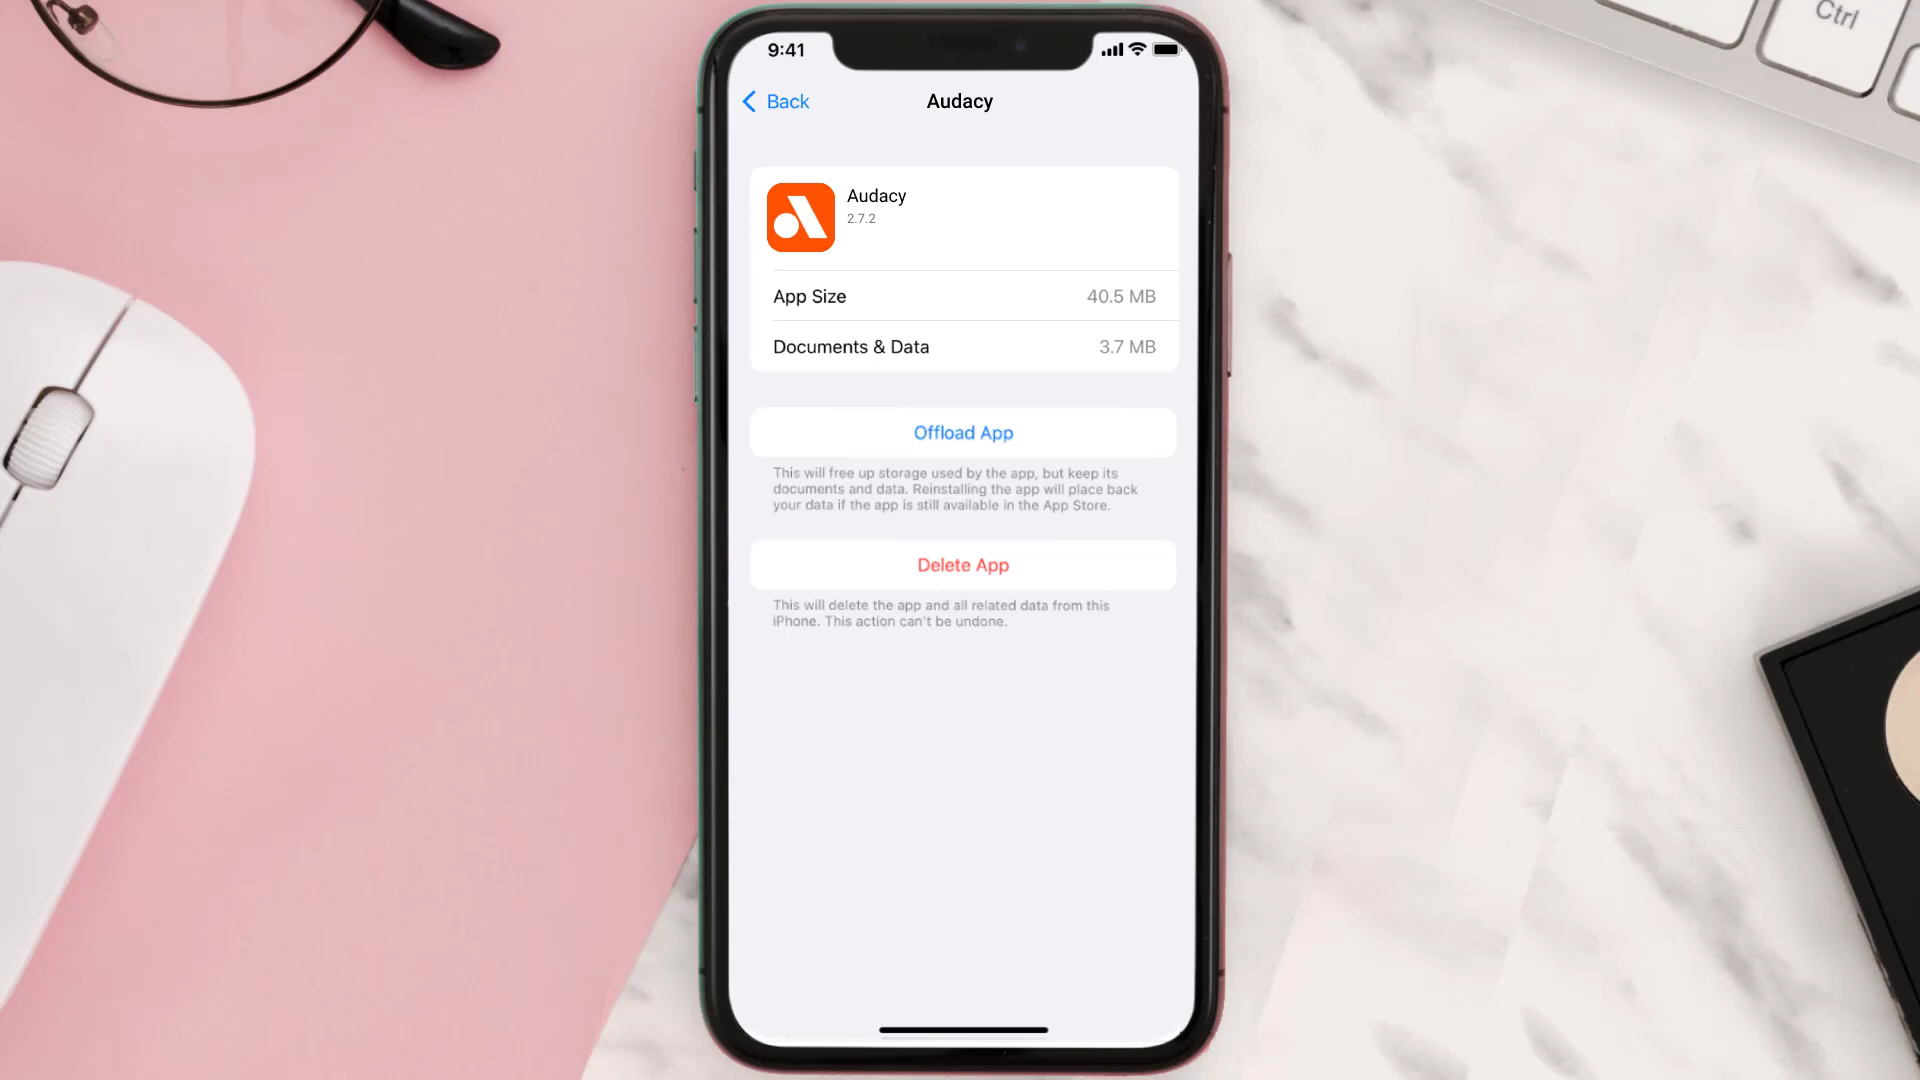 Ctrl
9:41
Back
Audacy
Audacy
2.7.2
App Size
40.5 MB
Documents & Data
3.7 MB
Offload App
This will free up storage used by the app, but keep its
documents and data. Reinstalling the app will place back
your data if the app is still available in the App Store.
Delete App
This will delete the app and all related data from this
iPhone. This action can't be undone.